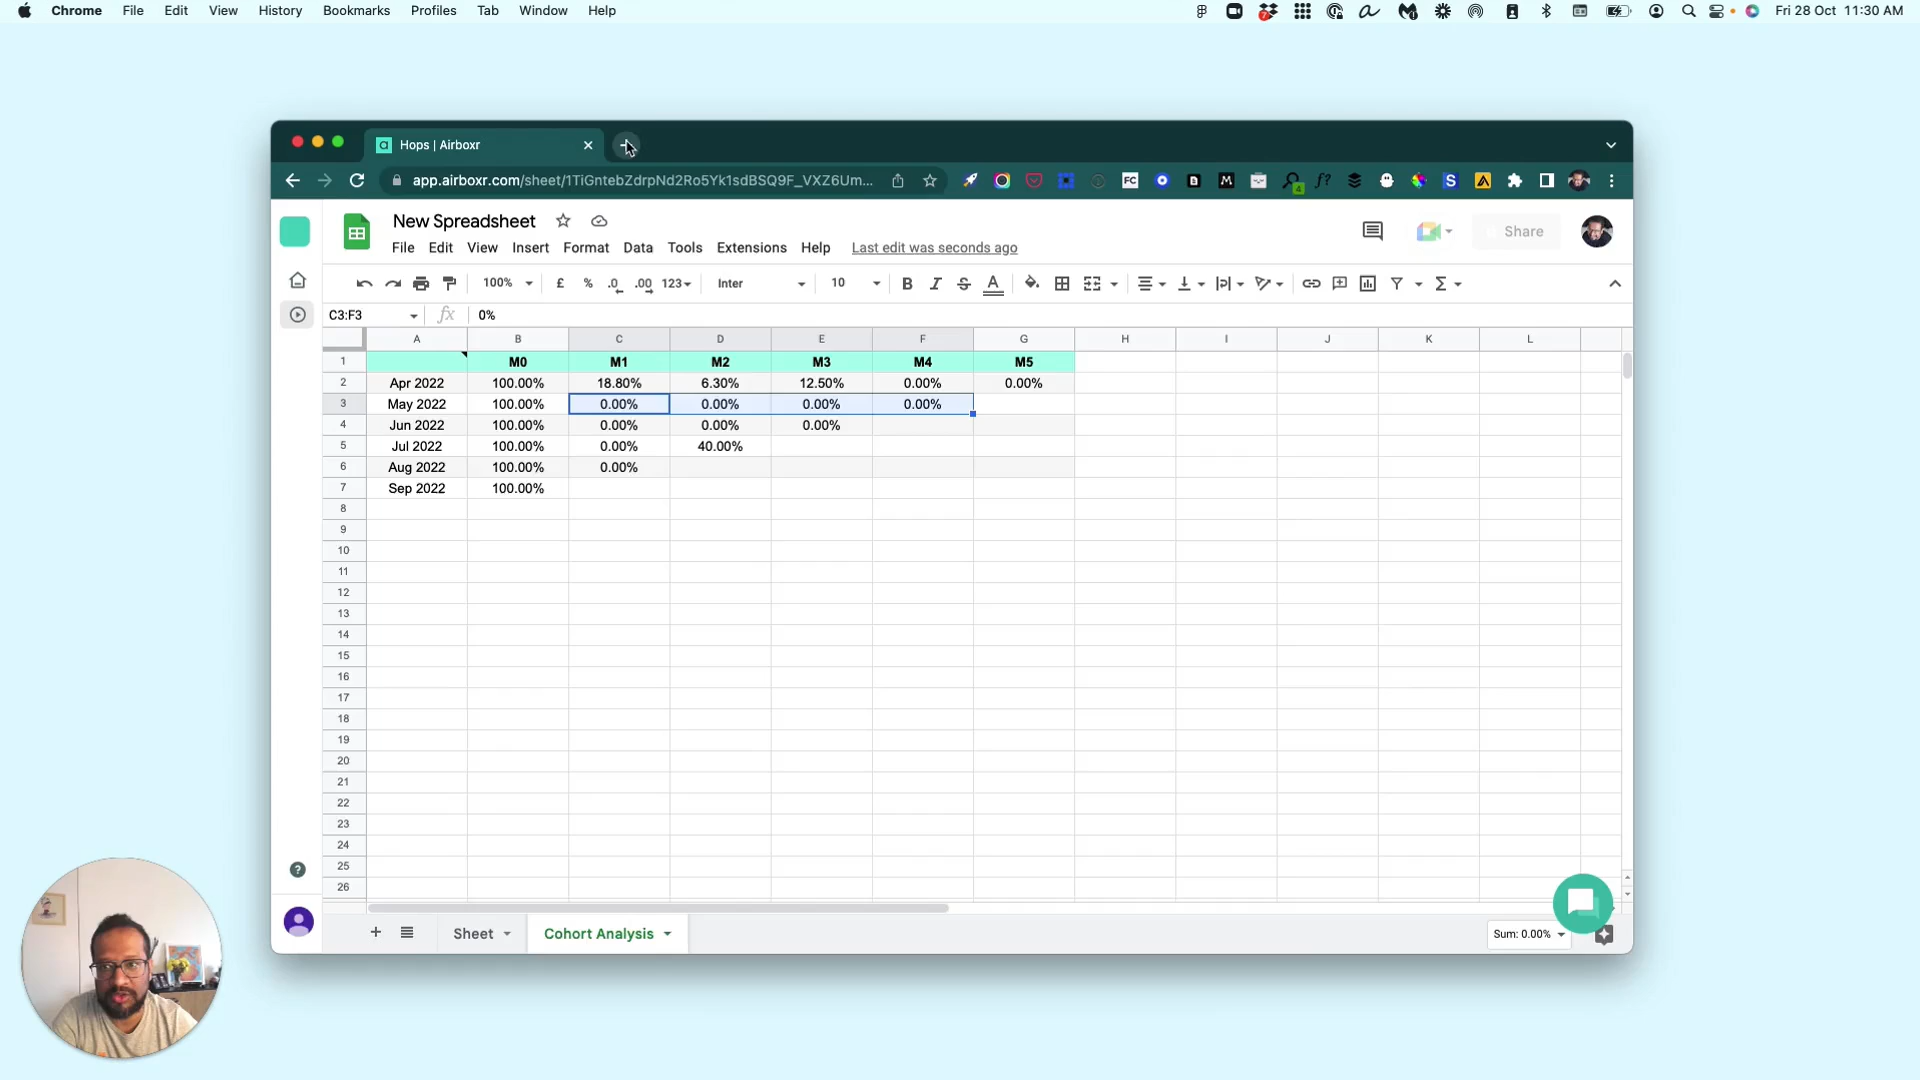 Chrome File Edit View History Bookmarks Profiles Tab Window Help Fri 28 Oct 11:30 AM
Hops | Airboxr
app.airboxr.com/sheet/1TiGntebZdrpNd2Ro5Yk1sdBSQ9F_VXZ6Um...
New Spreadsheet
File Edit View Insert Format Data Tools Extensions Help Last edit was seconds ago
Share
100% £ % .0 .00 123 Inter 10 B I S A
C3:F3 fx 0%
A B C D E F G H I J K L
1 M0 M1 M2 M3 M4 M5
2 Apr 2022 100.00% 18.80% 6.30% 12.50% 0.00% 0.00%
3 May 2022 100.00% 0.00% 0.00% 0.00% 0.00%
4 Jun 2022 100.00% 0.00% 0.00% 0.00%
5 Jul 2022 100.00% 0.00% 40.00%
6 Aug 2022 100.00% 0.00%
7 Sep 2022 100.00%
8
9
10
11
12
13
14
15
16
17
18
19
20
21
22
23
24
25
26
Sheet Cohort Analysis Sum: 0.00%